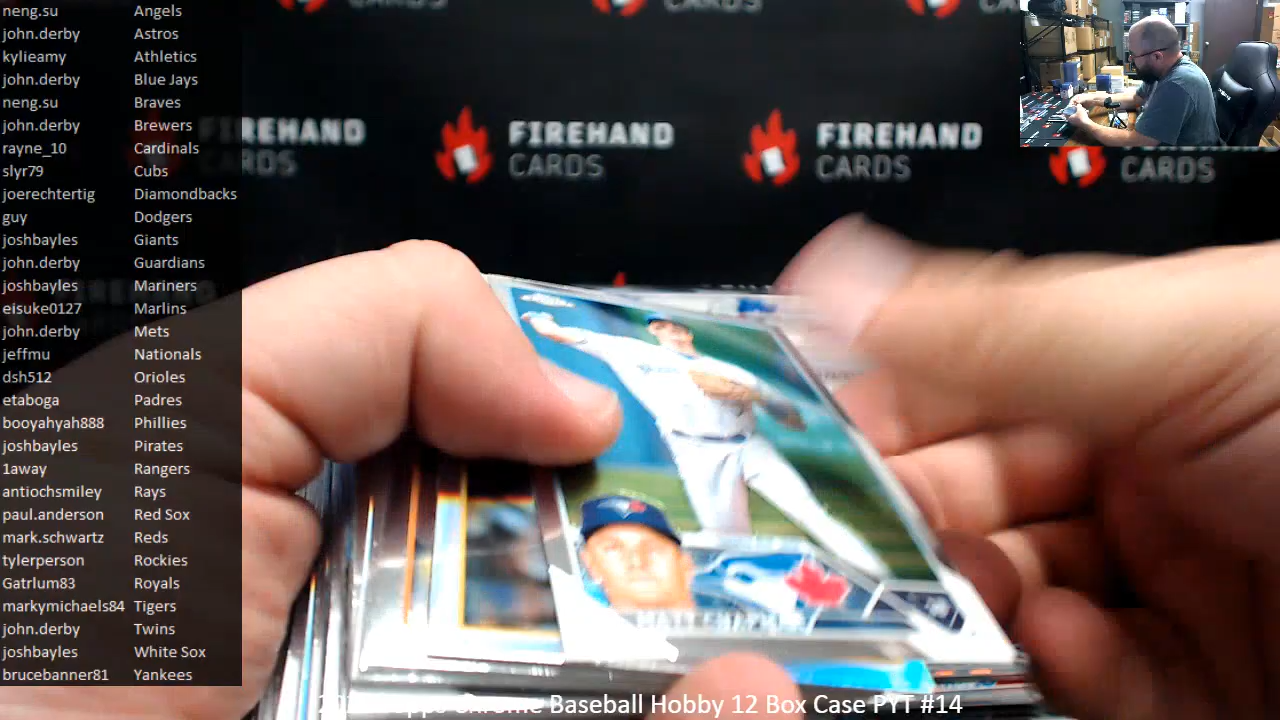 neng.su Angels
john.derby Astros
kylieamy Athletics
john.derby Blue Jays
neng.su Braves
john.derby Brewers
rayne_10 Cardinals
slyr79 Cubs
joerechtertig Diamondbacks
guy Dodgers
joshbayles Giants
john.derby Guardians
joshbayles Mariners
eisuke0127 Marlins
john.derby Mets
jeffmu Nationals
dsh512 Orioles
etaboga Padres
booyahyah888 Phillies
joshbayles Pirates
1away Rangers
antiochsmiley Rays
paul.anderson Red Sox
mark.schwartz Reds
tylerperson Rockies
Gatrlum83 Royals
markymichaels84 Tigers
john.derby Twins
joshbayles White Sox
brucebanner81 Yankees
FIREHAND
CARDS
FIREHAND
CARDS
FIREHAND
CARDS
CARDS
MATT CHAPMAN
Chrome Baseball Hobby 12 Box Case PYT #14